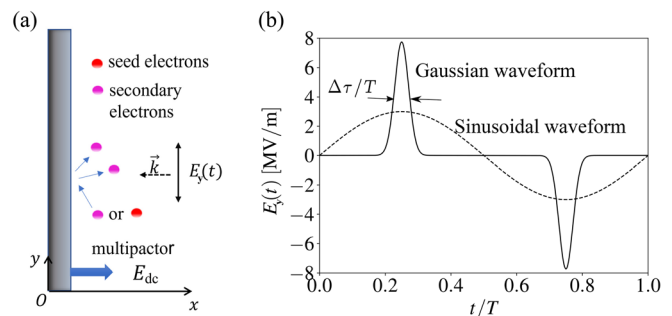 (a)
seed electrons
secondary
electrons
k⃗
E_y(t)
or
multipactor
y
E_dc
O
x
(b)
8
6
4
2
0
−2
−4
−6
−8
E_y(t) [MV/m]
Gaussian waveform
Δτ/T
Sinusoidal waveform
0.0 0.2 0.4 0.6 0.8 1.0
t/T